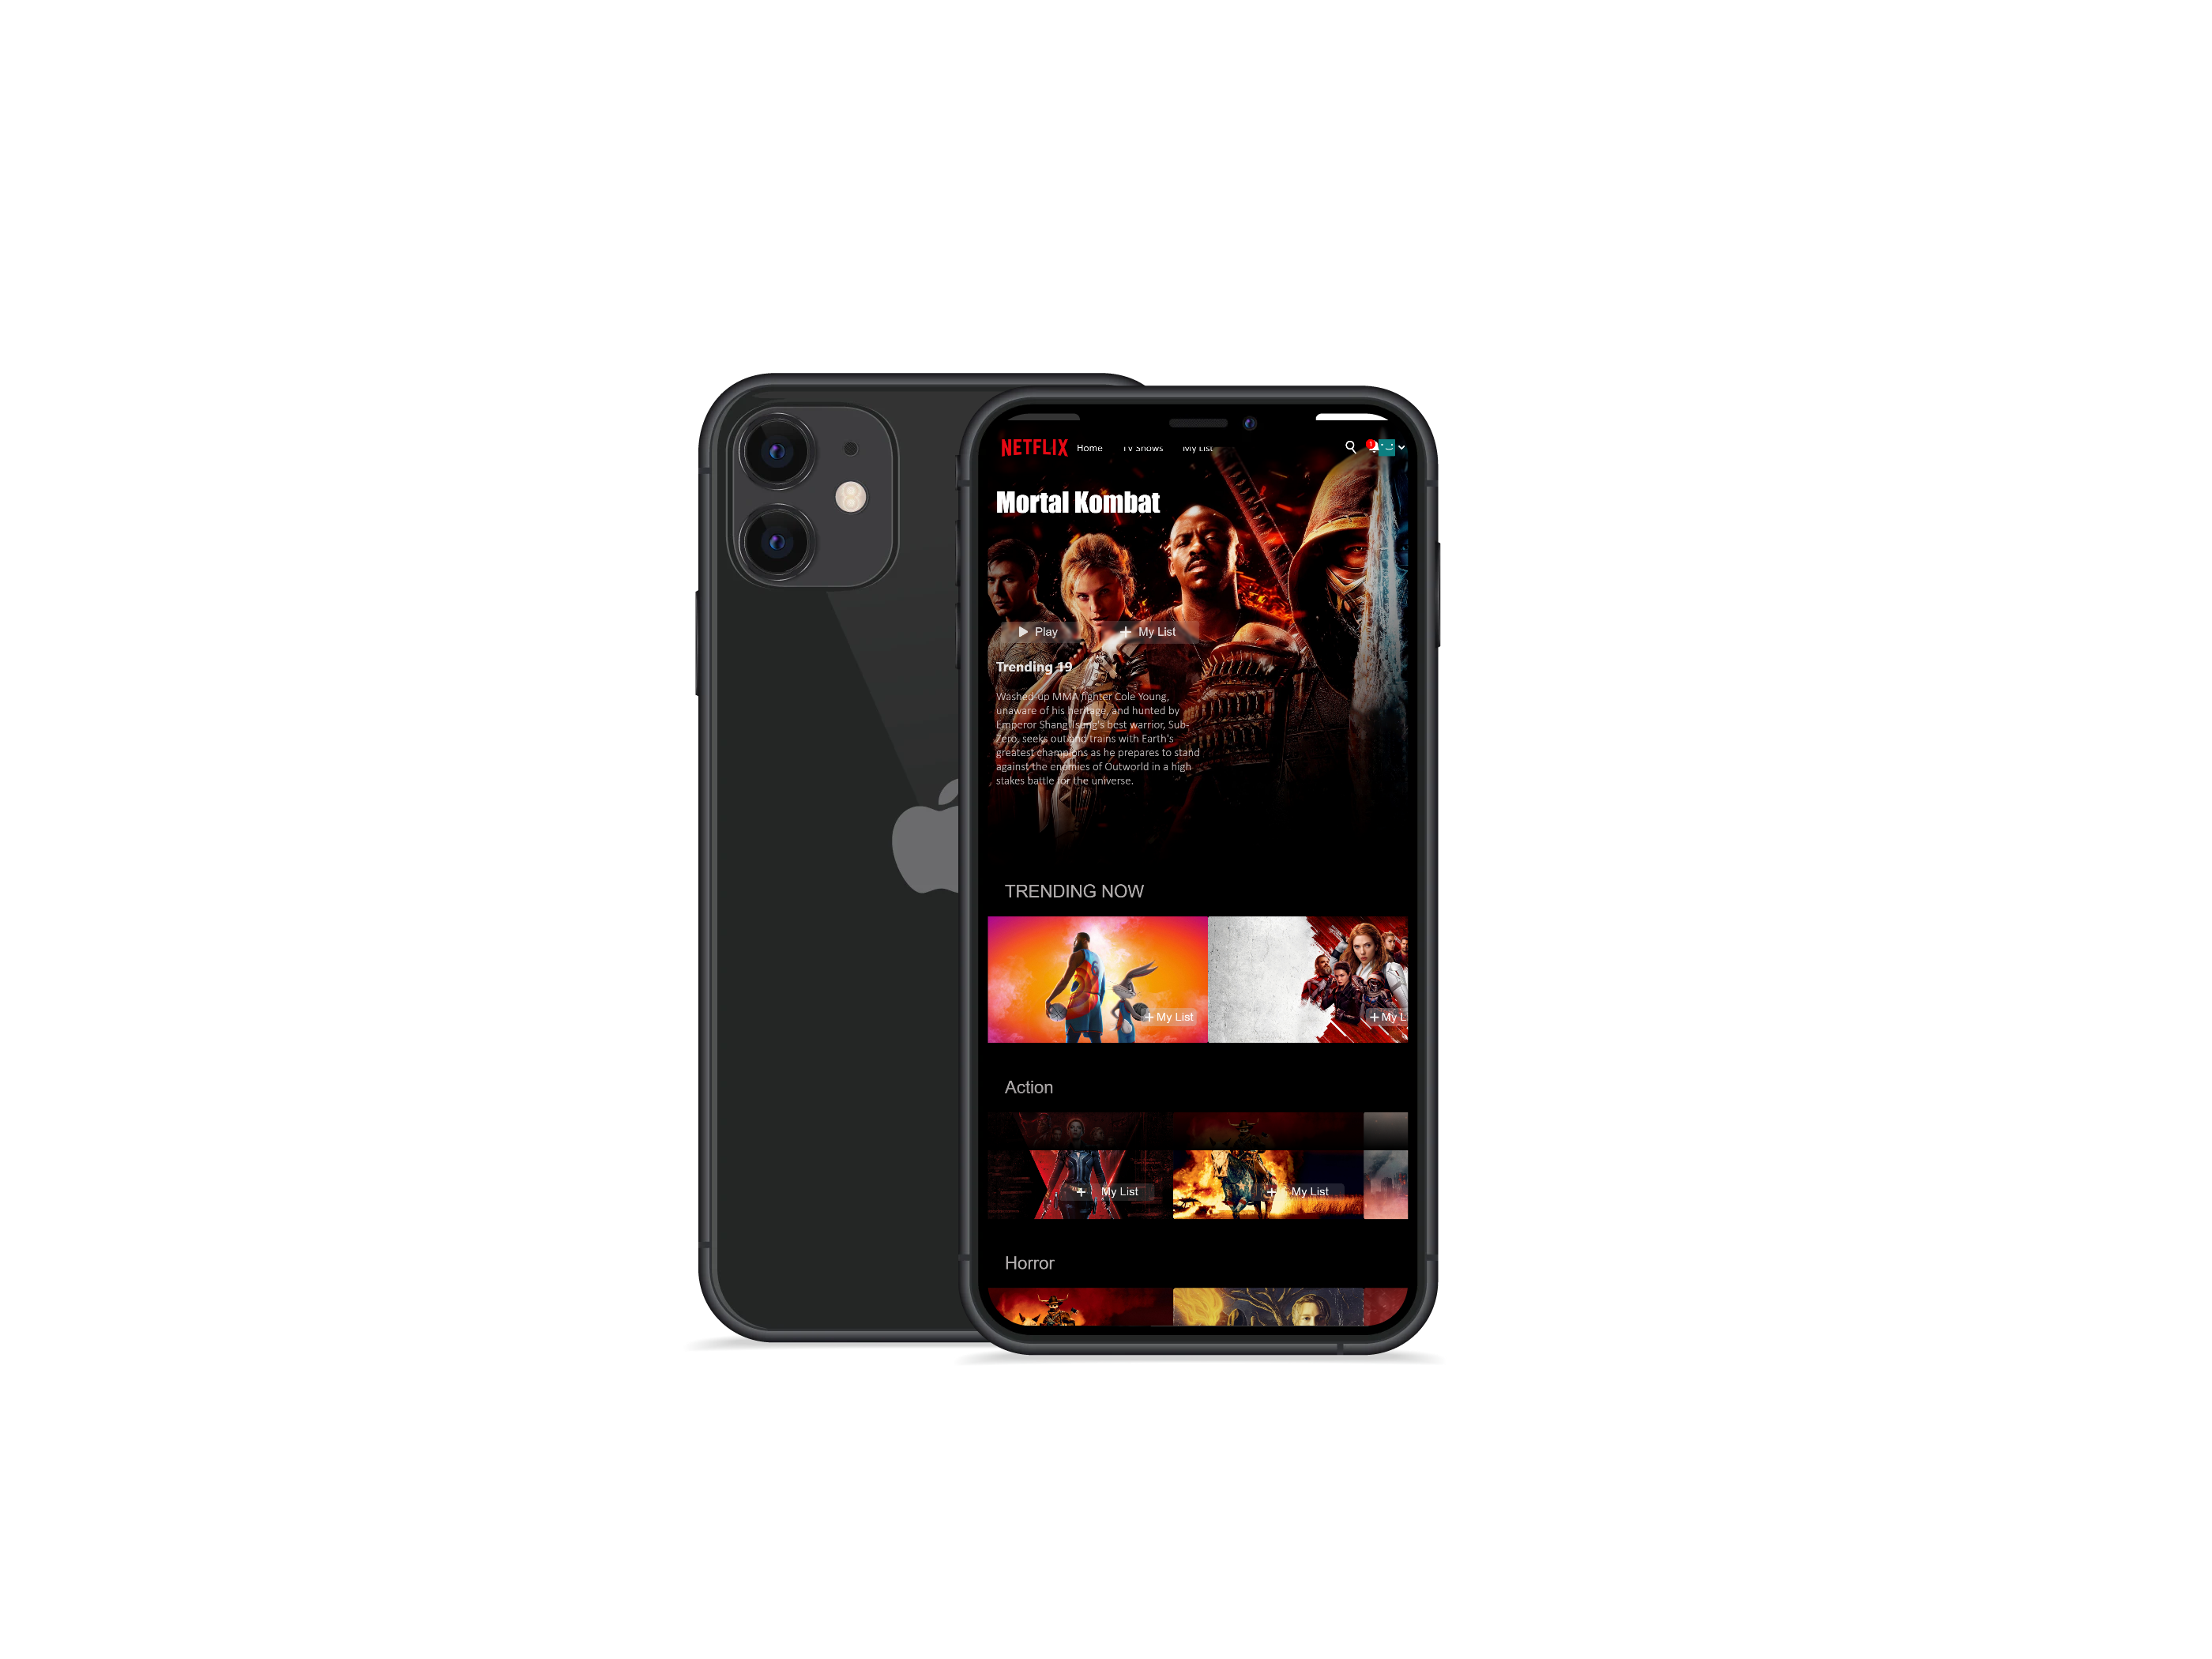 NETFLIX Home TV Shows My List
Mortal Kombat
Play + My List
Trending 19
Washed-up MMA fighter Cole Young,
unaware of his heritage, and hunted by
Emperor Shang Tsung's best warrior, Sub-
Zero, seeks out and trains with Earth's
greatest champions as he prepares to stand
against the enemies of Outworld in a high
stakes battle for the universe.
TRENDING NOW
+ My List + My L
Action
+ My List + My List
Horror